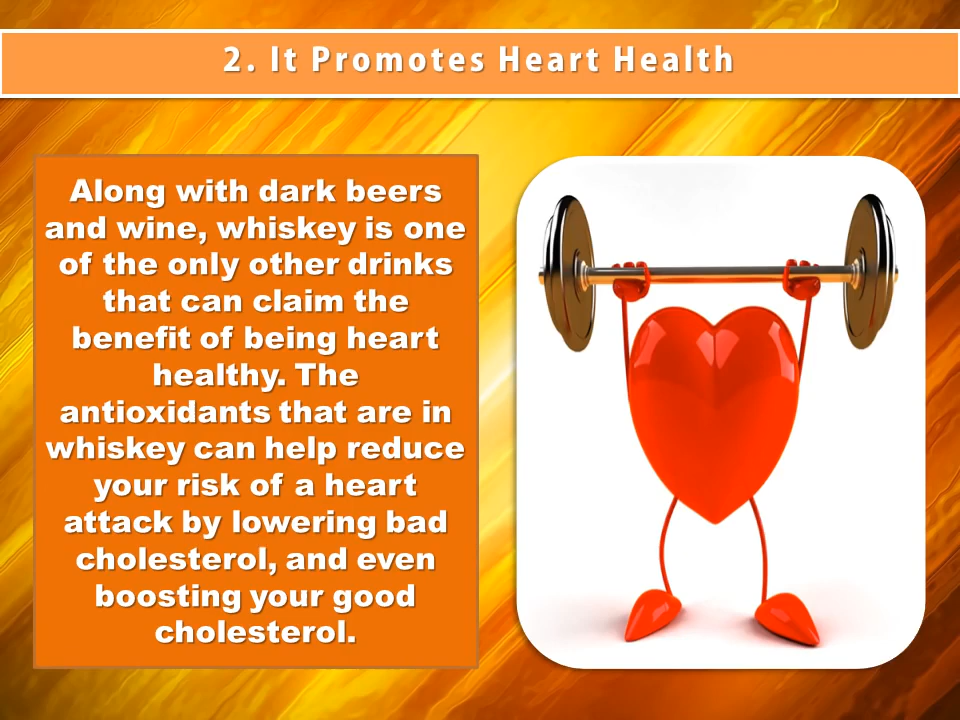 2. It Promotes Heart Health
Along with dark beers
and wine, whiskey is one
of the only other drinks
that can claim the
benefit of being heart
healthy. The
antioxidants that are in
whiskey can help reduce
your risk of a heart
attack by lowering bad
cholesterol, and even
boosting your good
cholesterol.